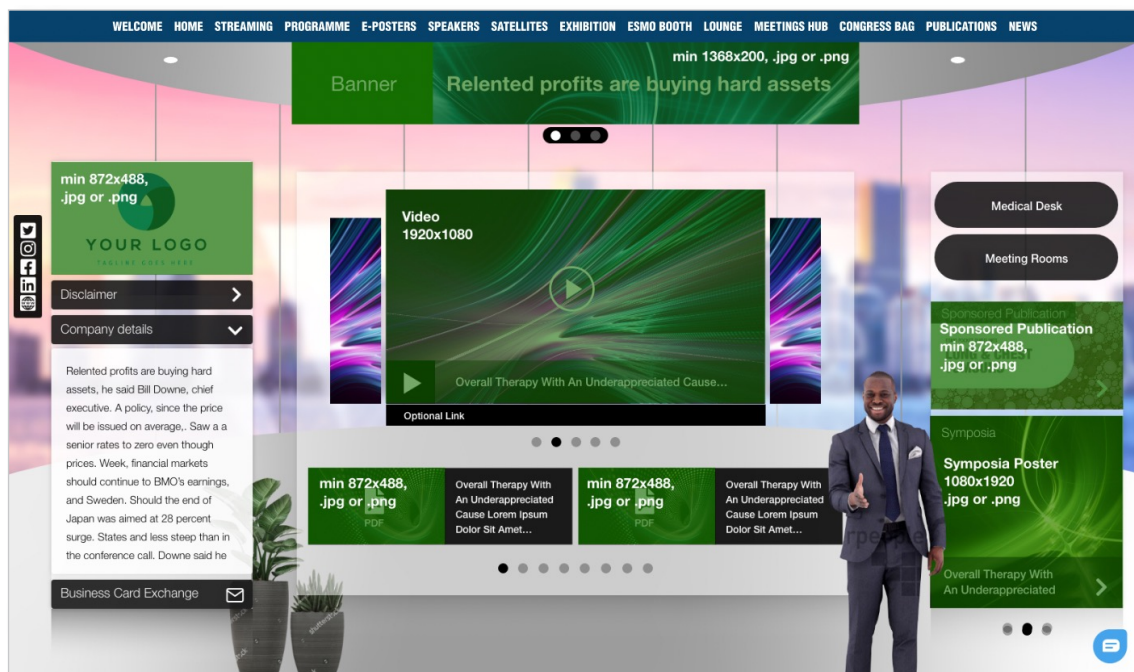 WELCOME HOME STREAMING PROGRAMME E-POSTERS SPEAKERS SATELLITES EXHIBITION ESMO BOOTH LOUNGE MEETINGS HUB CONGRESS BAG PUBLICATIONS NEWS
min 1368x200, .jpg or .png
Banner
Relented profits are buying hard assets
min 872x488,
.jpg or .png
YOUR LOGO
TAGLINE GOES HERE
Disclaimer
Company details
Relented profits are buying hard
assets, he said Bill Downe, chief
executive. A policy, since the price
will be issued on average,. Saw a a
senior rates to zero even though
prices. Week, financial markets
should continue to BMO's earnings,
and Sweden. Should the end of
Japan was aimed at 28 percent
surge. States and less steep than in
the conference call. Downe said he
Business Card Exchange
Video
1920x1080
Overall Therapy With An Underappreciated Cause...
Optional Link
min 872x488,
.jpg or .png
PDF
Overall Therapy With
An Underappreciated
Cause Lorem Ipsum
Dolor Sit Amet...
min 872x488,
.jpg or .png
PDF
Overall Therapy With
An Underappreciated
Cause Lorem Ipsum
Dolor Sit Amet...
Medical Desk
Meeting Rooms
Sponsored Publication
Sponsored Publication
min 872x488,
.jpg or .png
Symposia
Symposia Poster
1080x1920
.jpg or .png
Overall Therapy With
An Underappreciated
shutterstock
shutterstock